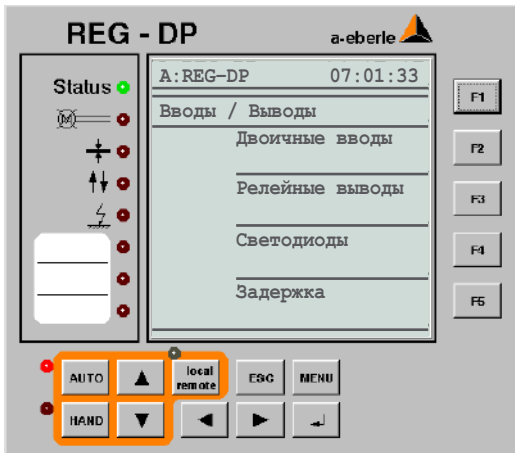 REG - DP
a-eberle
Status
M
A:REG-DP 07:01:33
Вводы / Выводы
Двоичные вводы
Релейные выводы
Светодиоды
Задержка
F1
F2
F3
F4
F5
AUTO
local
remote
ESC
MENU
HAND